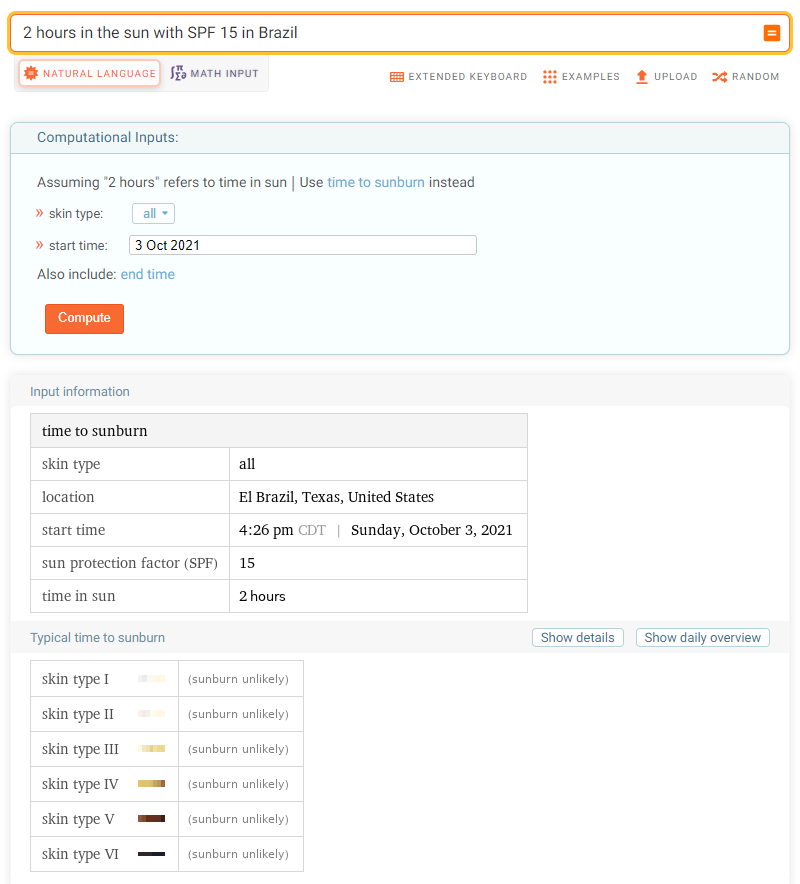 2 hours in the sun with SPF 15 in Brazil
NATURAL LANGUAGE
MATH INPUT
EXTENDED KEYBOARD
EXAMPLES
UPLOAD
RANDOM
Computational Inputs:
Assuming "2 hours" refers to time in sun | Use time to sunburn instead
» skin type: all
» start time: 3 Oct 2021
Also include: end time
Compute
Input information
time to sunburn
skin type all
location El Brazil, Texas, United States
start time 4:26 pm CDT | Sunday, October 3, 2021
sun protection factor (SPF) 15
time in sun 2 hours
Typical time to sunburn Show details Show daily overview
skin type I (sunburn unlikely)
skin type II (sunburn unlikely)
skin type III (sunburn unlikely)
skin type IV (sunburn unlikely)
skin type V (sunburn unlikely)
skin type VI (sunburn unlikely)